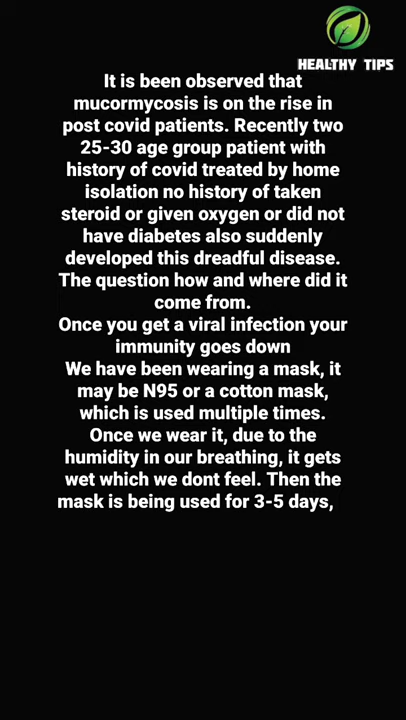 HEALTHY TIPS
It is been observed that
mucormycosis is on the rise in
post covid patients. Recently two
25-30 age group patient with
history of covid treated by home
isolation no history of taken
steroid or given oxygen or did not
have diabetes also suddenly
developed this dreadful disease.
The question how and where did it
come from.
Once you get a viral infection your
immunity goes down
We have been wearing a mask, it
may be N95 or a cotton mask,
which is used multiple times.
Once we wear it, due to the
humidity in our breathing, it gets
wet which we dont feel. Then the
mask is being used for 3-5 days,